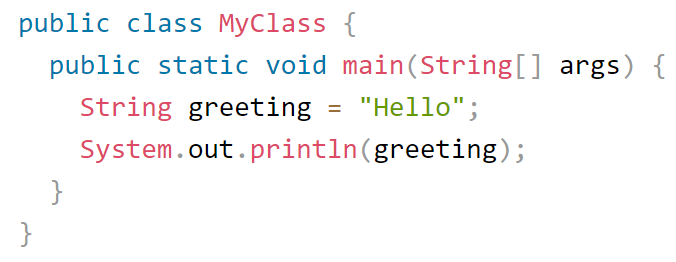 public class MyClass {
  public static void main(String[] args) {
    String greeting = "Hello";
    System.out.println(greeting);
  }
}